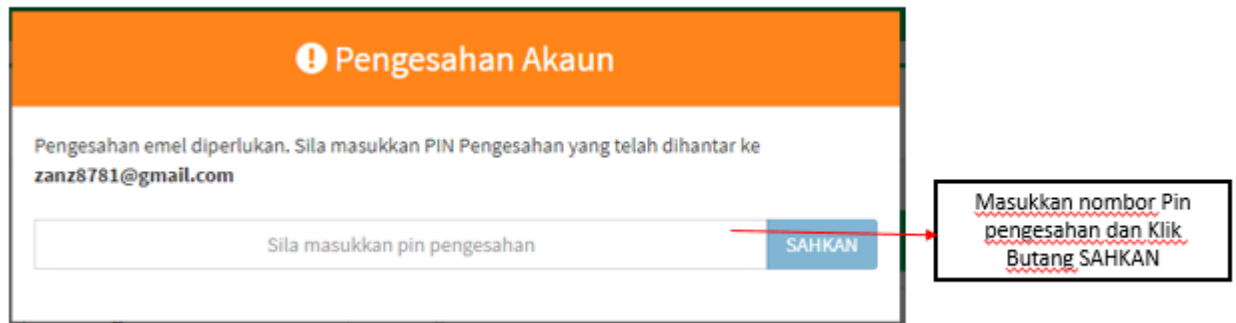 Pengesahan Akaun
Pengesahan emel diperlukan. Sila masukkan PIN Pengesahan yang telah dihantar ke
zanz8781@gmail.com
Sila masukkan pin pengesahan
SAHKAN
Masukkan nombor Pin
pengesahan dan Klik
Butang SAHKAN